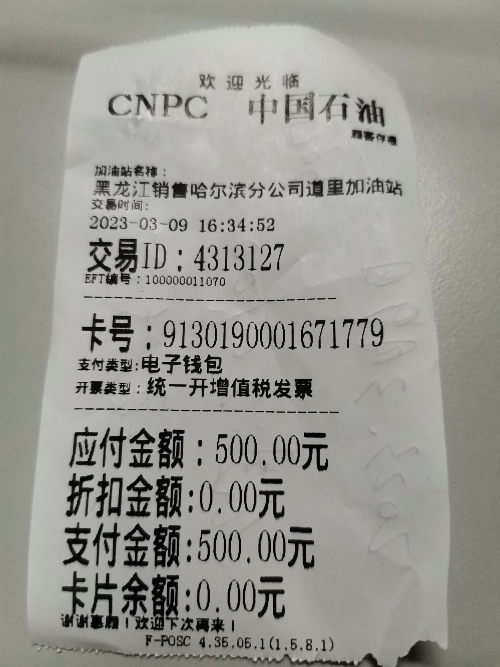 欢迎光临
CNPC 中国石油
顾客存根
加油站名称:
黑龙江销售哈尔滨分公司道里加油站
交易时间:
2023-03-09 16:34:52
交易ID:4313127
EFT编号:100000011070
卡号:9130190001671779
支付类型:电子钱包
开票类型:统一开增值税发票
应付金额:500.00元
折扣金额:0.00元
支付金额:500.00元
卡片余额:0.00元
谢谢惠顾!欢迎下次再来!
F-POSC 4.35.05.1(1.5.8.1)